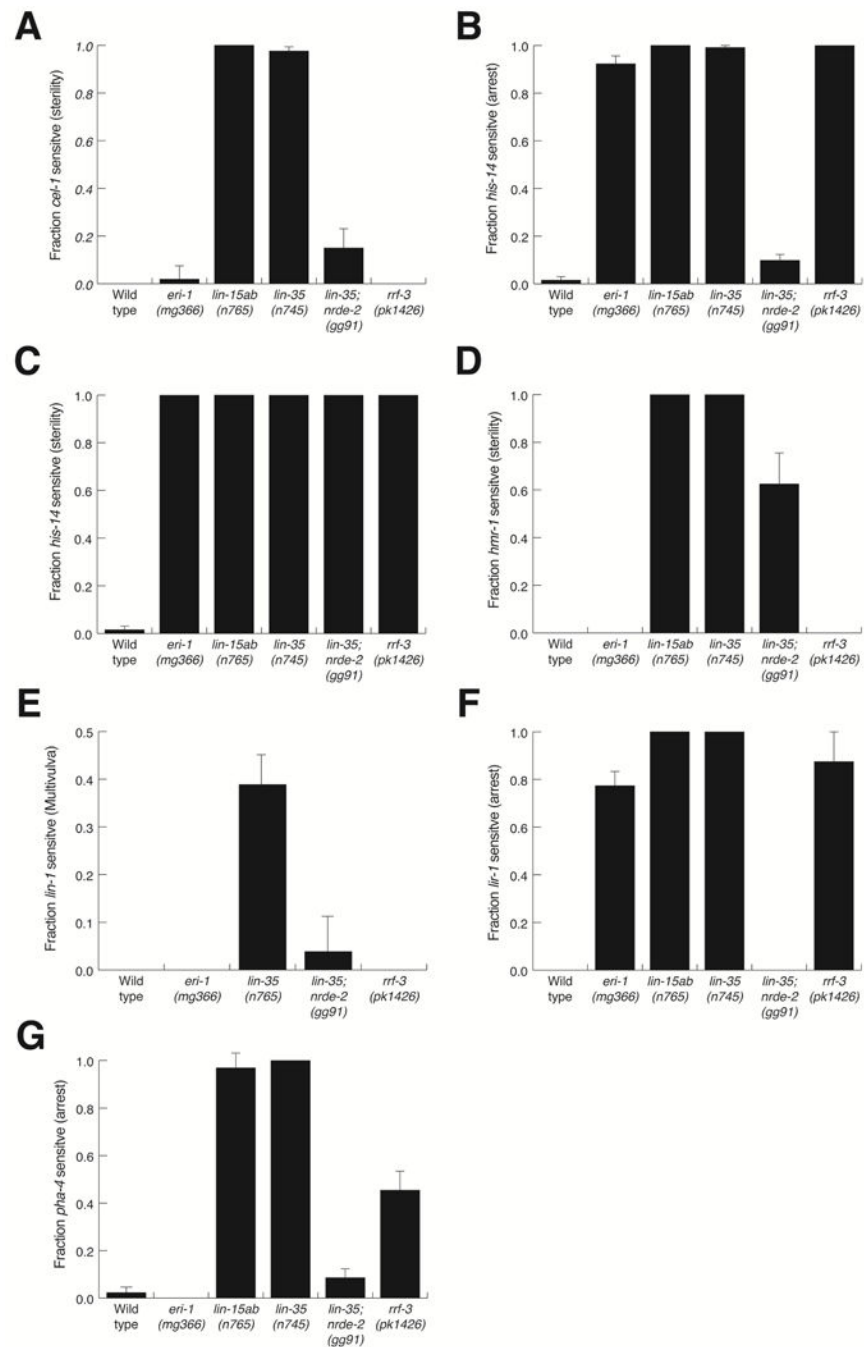 A
Fraction cel-1 sensitve (sterility)
1.0
0.8
0.6
0.4
0.2
0.0
Wild type
eri-1 (mg366)
lin-15ab (n765)
lin-35 (n745)
lin-35; nrde-2 (gg91)
rrf-3 (pk1426)
B
Fraction his-14 sensitve (arrest)
1.0
0.8
0.6
0.4
0.2
0.0
Wild type
eri-1 (mg366)
lin-15ab (n765)
lin-35 (n745)
lin-35; nrde-2 (gg91)
rrf-3 (pk1426)
C
Fraction his-14 sensitve (sterility)
1.0
0.8
0.6
0.4
0.2
0.0
Wild type
eri-1 (mg366)
lin-15ab (n765)
lin-35 (n745)
lin-35; nrde-2 (gg91)
rrf-3 (pk1426)
D
Fraction hmr-1 sensitve (sterility)
1.0
0.8
0.6
0.4
0.2
0.0
Wild type
eri-1 (mg366)
lin-15ab (n765)
lin-35 (n745)
lin-35; nrde-2 (gg91)
rrf-3 (pk1426)
E
Fraction lin-1 sensitve (Multivulva)
0.5
0.4
0.3
0.2
0.1
0.0
Wild type
eri-1 (mg366)
lin-35 (n765)
lin-35; nrde-2 (gg91)
rrf-3 (pk1426)
F
Fraction lir-1 sensitve (arrest)
1.0
0.8
0.6
0.4
0.2
0.0
Wild type
eri-1 (mg366)
lin-15ab (n765)
lin-35 (n745)
lin-35; nrde-2 (gg91)
rrf-3 (pk1426)
G
Fraction pha-4 sensitve (arrest)
1.0
0.8
0.6
0.4
0.2
0.0
Wild type
eri-1 (mg366)
lin-15ab (n765)
lin-35 (n745)
lin-35; nrde-2 (gg91)
rrf-3 (pk1426)